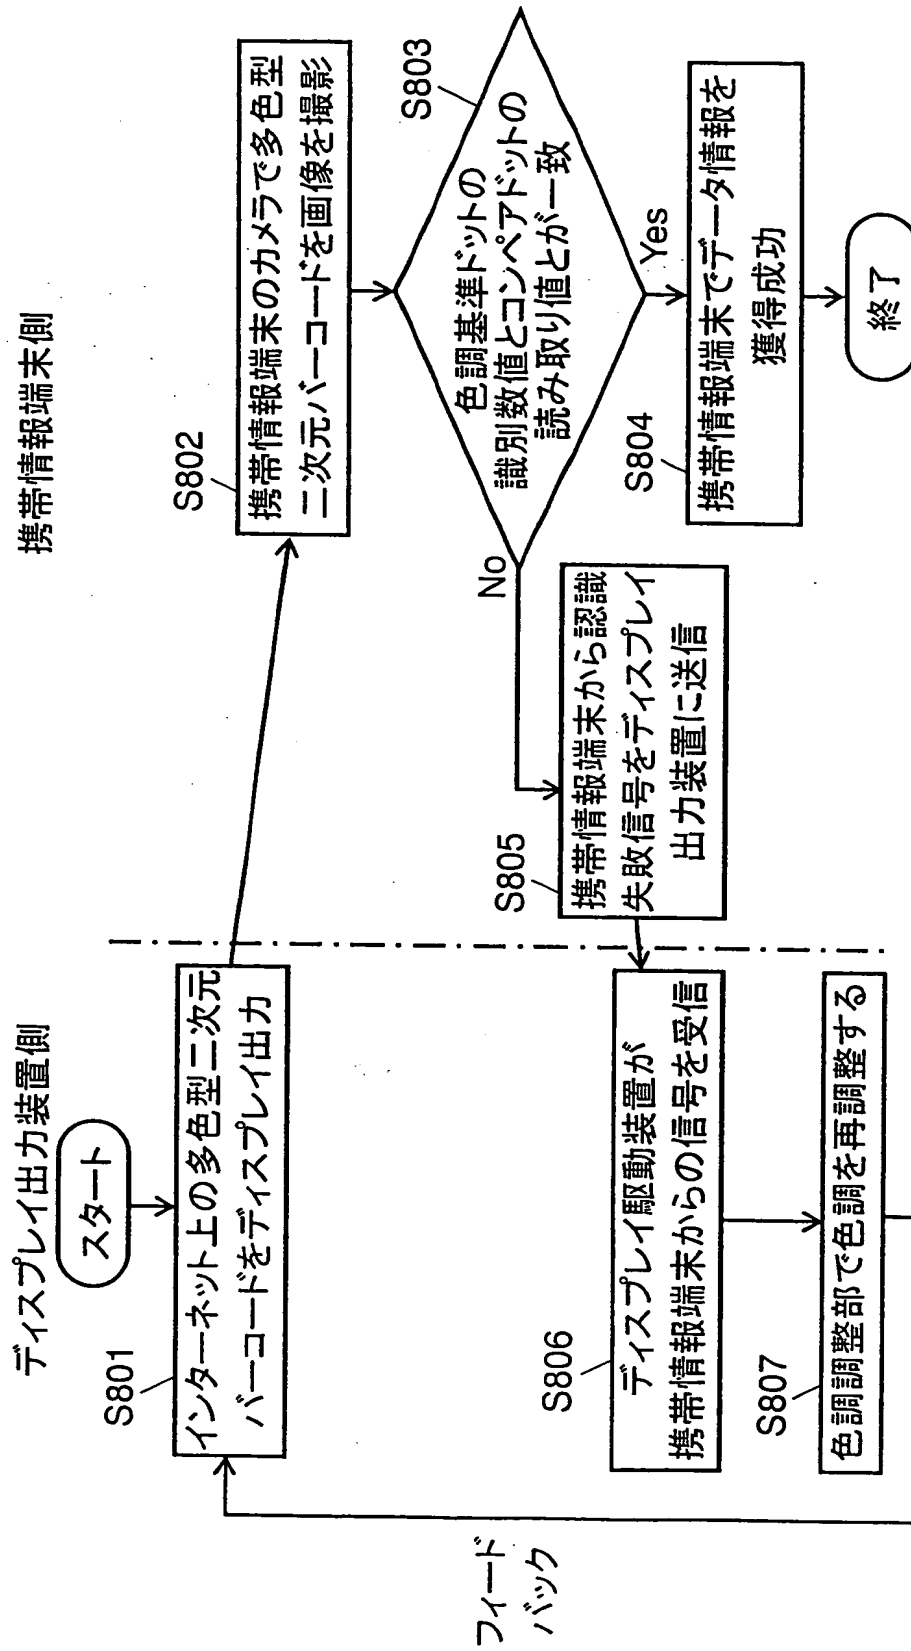 ディスプレイ出力装置側
スタート
S801
インターネット上の多色型二次元
バーコードをディスプレイ出力
携帯情報端末側
S802
携帯情報端末のカメラで多色型
二次元バーコードを画像を撮影
S803
色調基準ドットの
識別数値とコンペアドットの
読み取り値とが一致
Yes
No
S804
携帯情報端末でデータ情報を
獲得成功
終了
S805
携帯情報端末から認識
失敗信号をディスプレイ
出力装置に送信
S806
ディスプレイ駆動装置が
携帯情報端末からの信号を受信
S807
色調調整部で色調を再調整する
フィード
バック